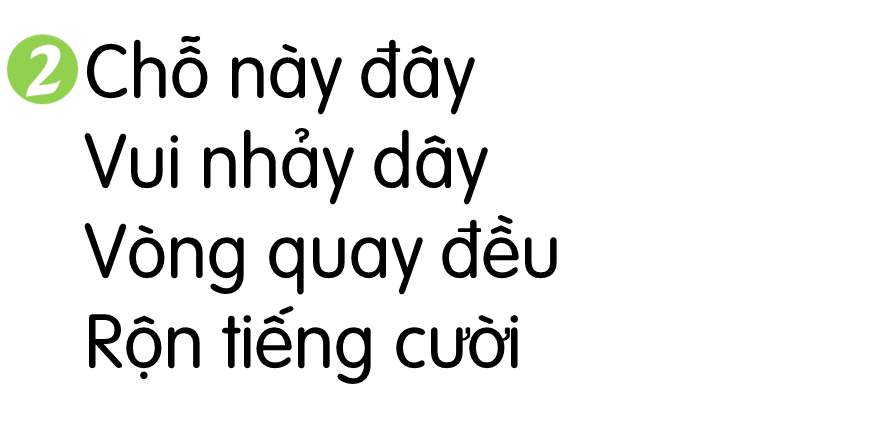 2 Chỗ này đây
Vui nhảy dây
Vòng quay đều
Rộn tiếng cười